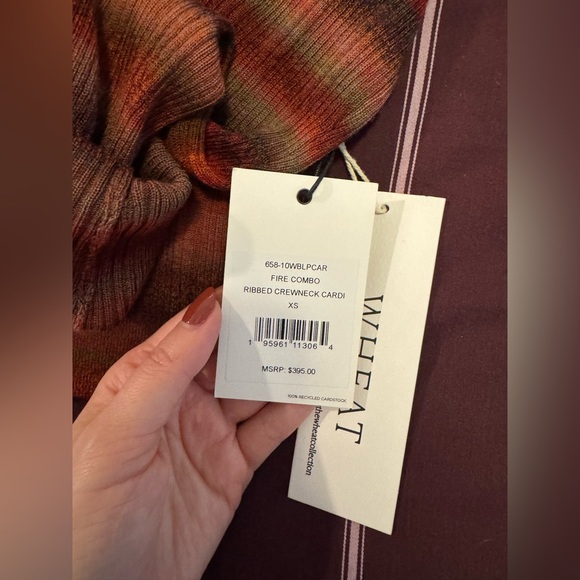 658-10WBLPCAR
FIRE COMBO
RIBBED CREWNECK CARDI
XS
1 95961 11306 4
MSRP: $395.00
100% RECYCLED CARDSTOCK
WHEAT
thewheatcollection